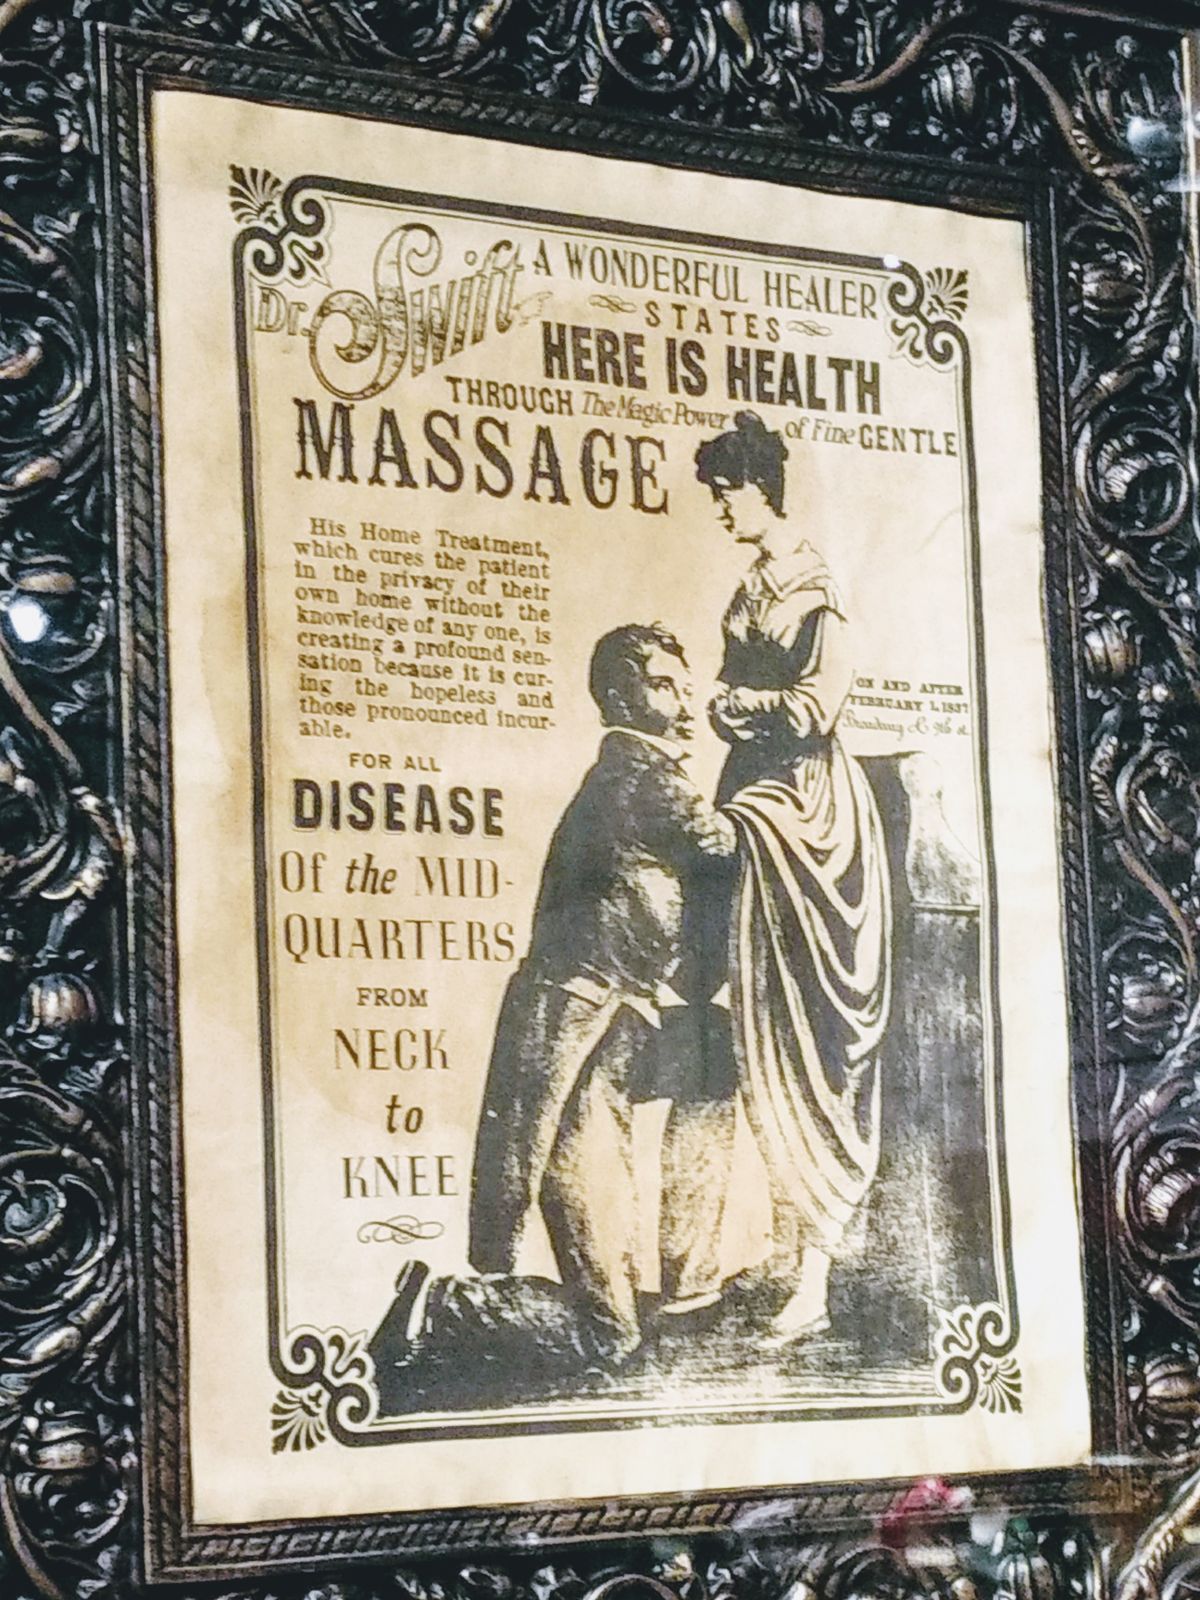 Dr. Swift
A WONDERFUL HEALER
STATES
HERE IS HEALTH
THROUGH The Magic Power of Fine GENTLE
MASSAGE
His Home Treatment,
which cures the patient
in the privacy of their
own home without the
knowledge of any one, is
creating a profound sen-
sation because it is cur-
ing the hopeless and
those pronounced incur-
able.
FOR ALL
DISEASE
Of the MID-
QUARTERS
FROM
NECK
to
KNEE
ON AND AFTER
FEBRUARY 1, 1837
Broadway & 9th st.